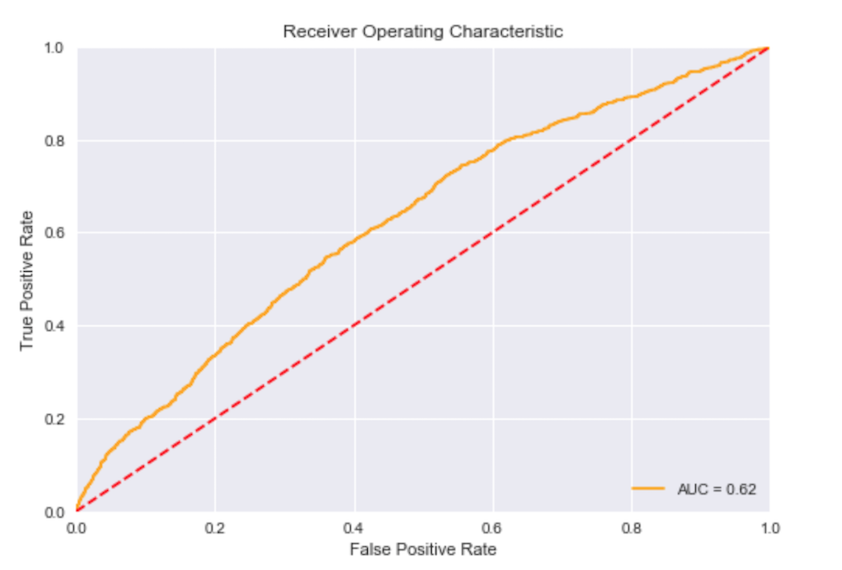 Receiver Operating Characteristic
1.0
0.8
0.6
0.4
0.2
0.0
True Positive Rate
AUC = 0.62
0.0 0.2 0.4 0.6 0.8 1.0
False Positive Rate